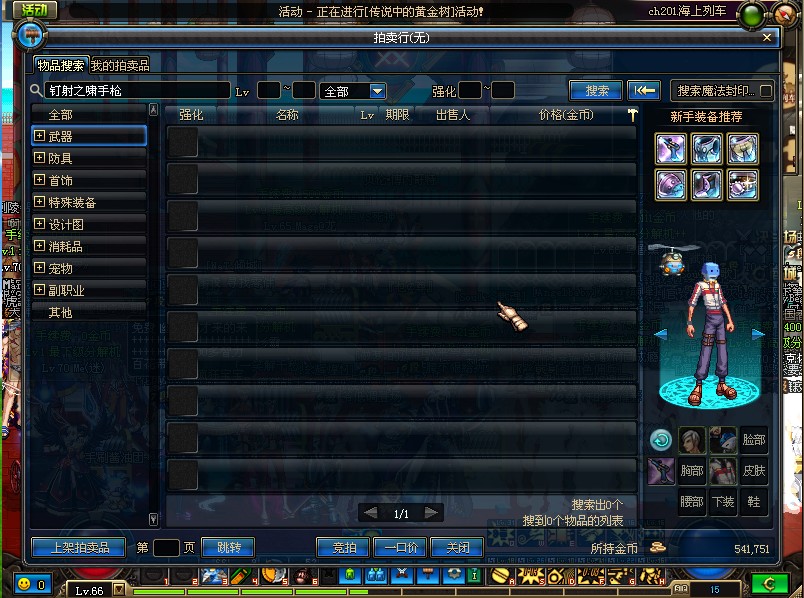 活动
活动 - 正在进行[传说中的黄金树]活动!
ch201海上列车
拍卖行(无)
物品搜索 我的拍卖品
钉射之啸手枪 Lv ~ 全部 强化 ~ 搜索 搜索魔法封印...
全部
强化 名称 Lv 期限 出售人 价格(金币)
新手装备推荐
武器
防具
首饰
特殊装备
设计图
消耗品
宠物
副职业
其他
脸部
胸部 皮肤
腰部 下装 鞋
1/1
搜索出0个
搜到0个物品的列表
上架拍卖品 第 页 跳转 竞拍 一口价 关闭 所持金币 541,751
0 Lv.66 15